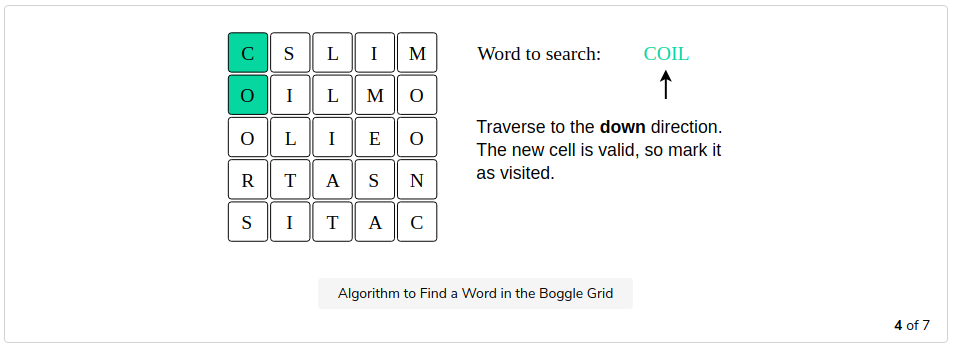 C S L I M
O I L M O
O L I E O
R T A S N
S I T A C
Word to search: COIL
Traverse to the down direction.
The new cell is valid, so mark it
as visited.
Algorithm to Find a Word in the Boggle Grid
4 of 7